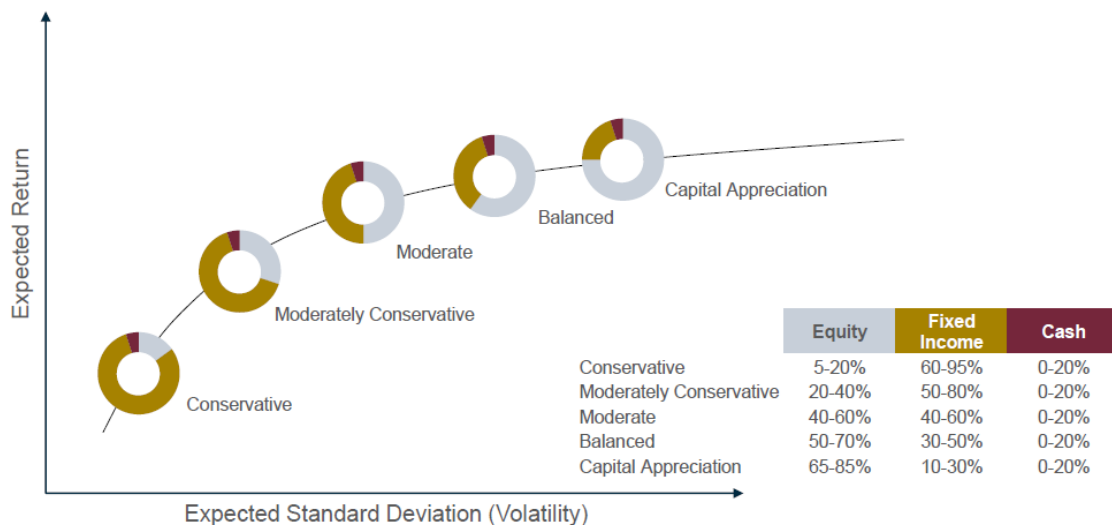 Expected Return
Capital Appreciation
Balanced
Moderate
Moderately Conservative
Conservative
Equity Fixed Income Cash
Conservative 5-20% 60-95% 0-20%
Moderately Conservative 20-40% 50-80% 0-20%
Moderate 40-60% 40-60% 0-20%
Balanced 50-70% 30-50% 0-20%
Capital Appreciation 65-85% 10-30% 0-20%
Expected Standard Deviation (Volatility)